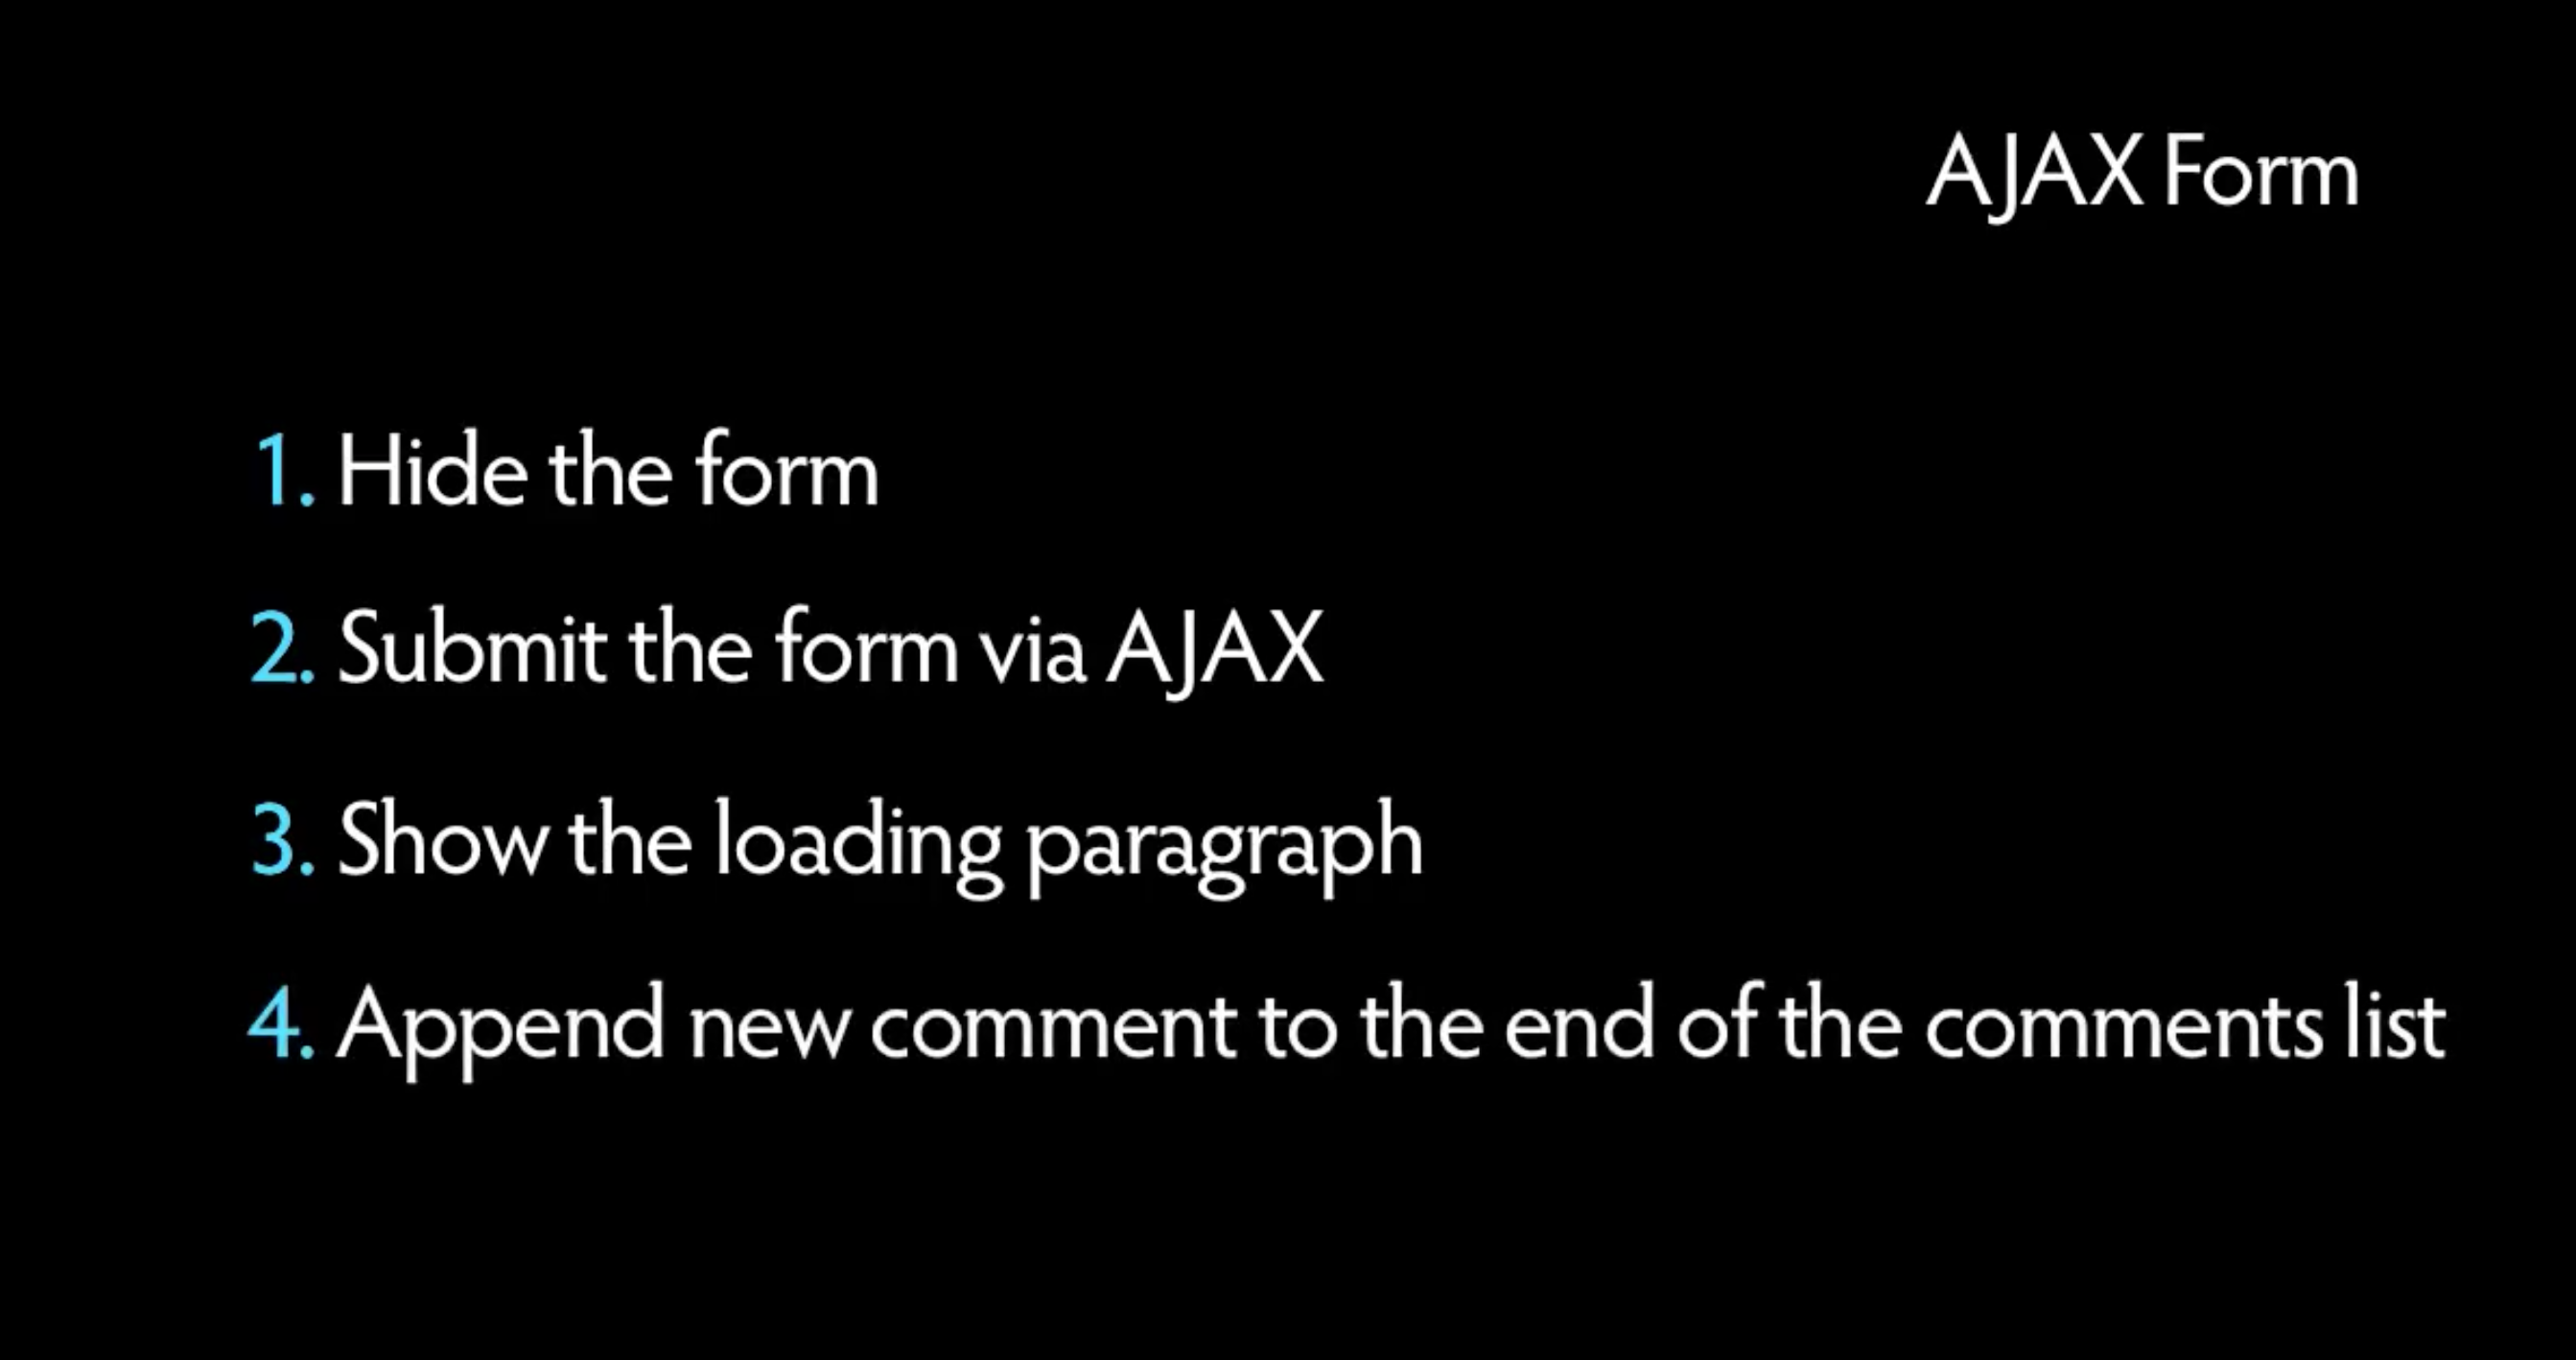 AJAX Form
1. Hide the form
2. Submit the form via AJAX
3. Show the loading paragraph
4. Append new comment to the end of the comments list